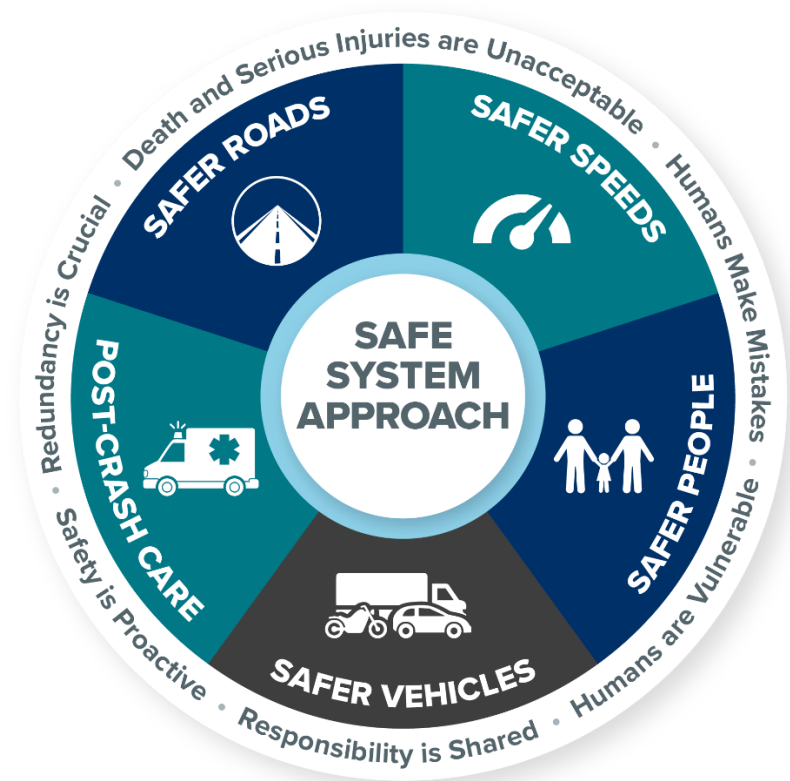 Death and Serious Injuries are Unacceptable · Humans Make Mistakes · Humans are Vulnerable · Responsibility is Shared · Safety is Proactive · Redundancy is Crucial ·
SAFER ROADS
SAFER SPEEDS
SAFER PEOPLE
SAFER VEHICLES
POST-CRASH CARE
SAFE
SYSTEM
APPROACH